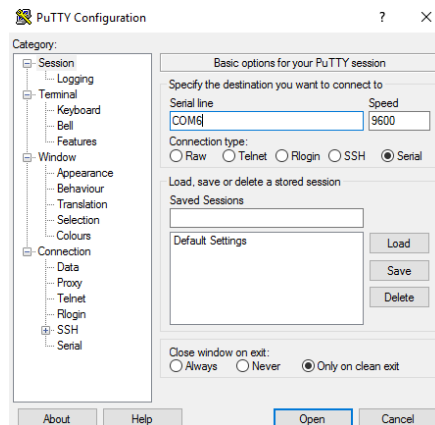 PuTTY Configuration
?
×
Category:
Session
Logging
Terminal
Keyboard
Bell
Features
Window
Appearance
Behaviour
Translation
Selection
Colours
Connection
Data
Proxy
Telnet
Rlogin
SSH
Serial
Basic options for your PuTTY session
Specify the destination you want to connect to
Serial line Speed
COM6 9600
Connection type:
Raw Telnet Rlogin SSH Serial
Load, save or delete a stored session
Saved Sessions
Default Settings
Load
Save
Delete
Close window on exit:
Always Never Only on clean exit
About Help Open Cancel